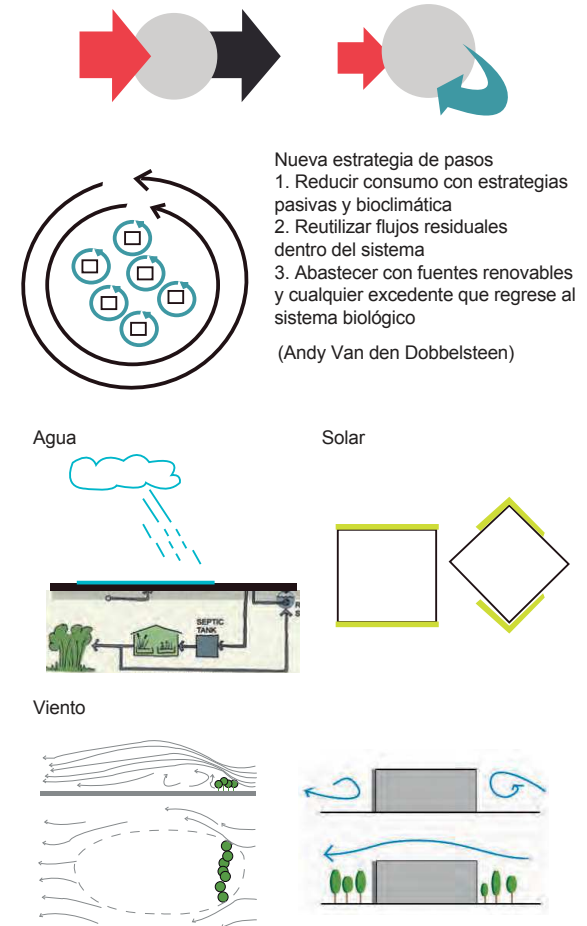 Nueva estrategia de pasos
1. Reducir consumo con estrategias
pasivas y bioclimática
2. Reutilizar flujos residuales
dentro del sistema
3. Abastecer con fuentes renovables
y cualquier excedente que regrese al
sistema biológico
(Andy Van den Dobbelsteen)
Agua
Solar
SEPTIC
TANK
Viento